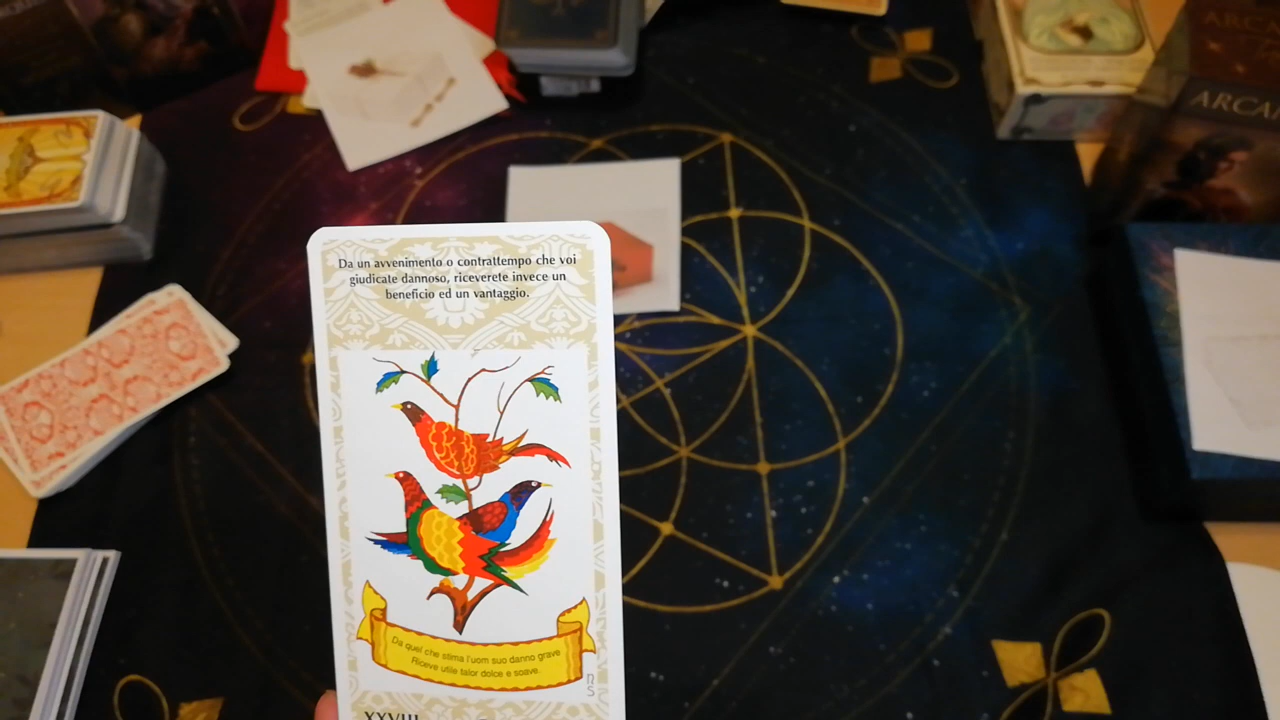 ARCA
ARCA
Da un avvenimento o contrattempo che voi
giudicate dannoso, riceverete invece un
beneficio ed un vantaggio.
Da quel che stima l'uom suo danno grave
Riceve utile talor dolce e soave.
XXVIII